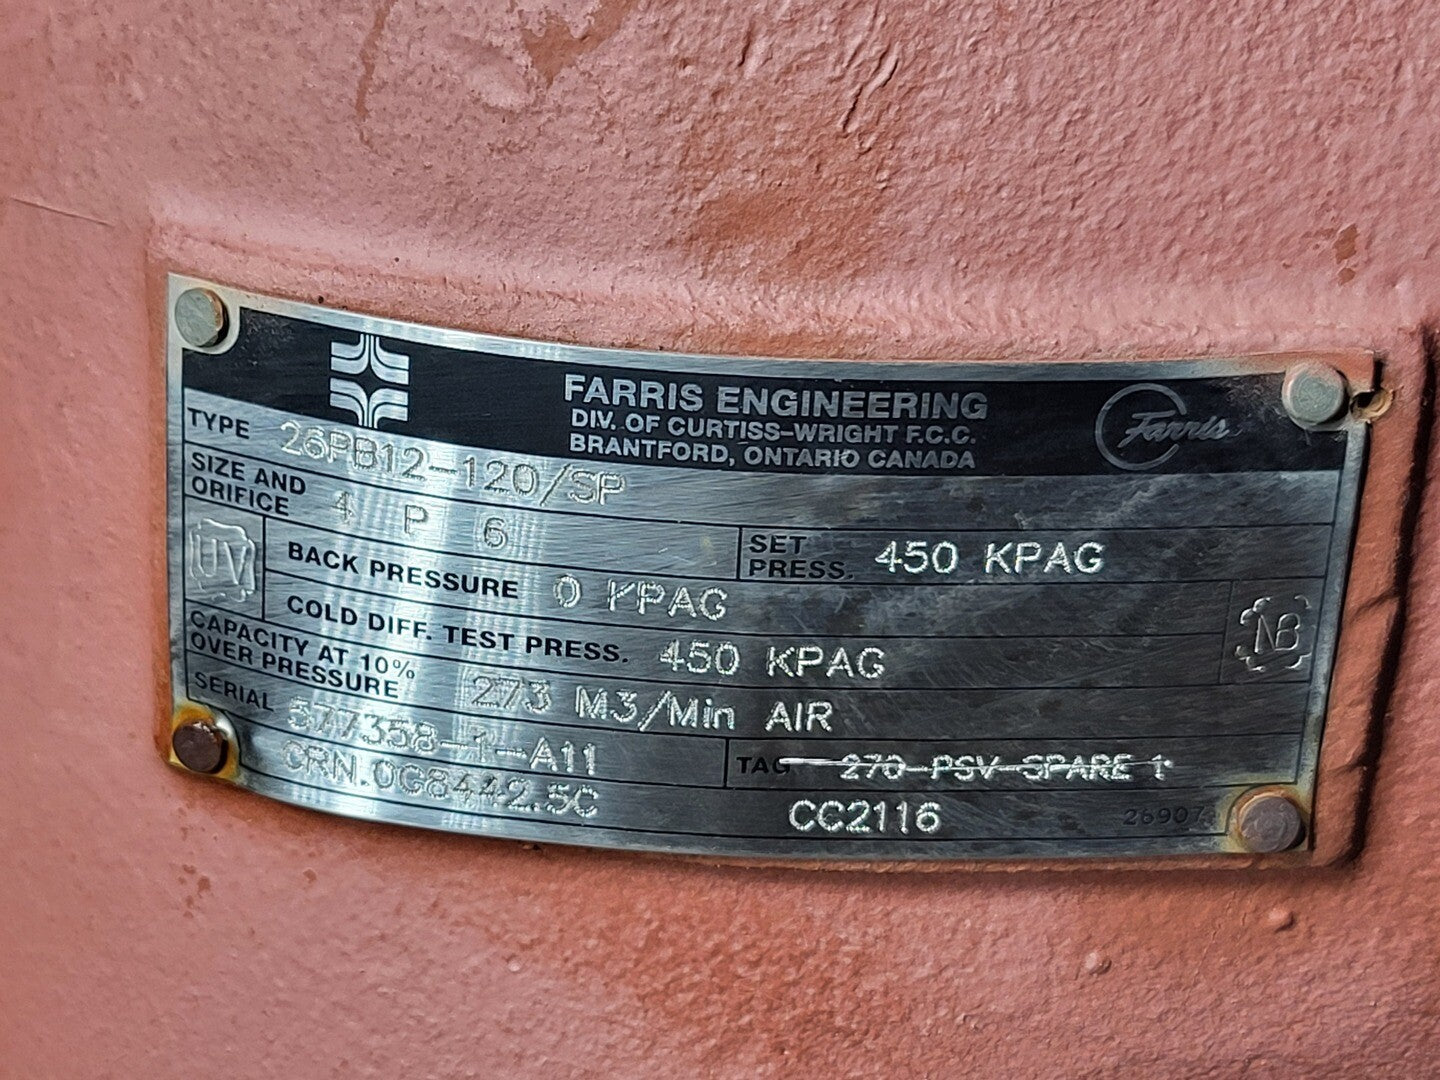 FARRIS ENGINEERING
DIV. OF CURTISS-WRIGHT F.C.C.
BRANTFORD, ONTARIO CANADA
Farris
TYPE 26PB12-120/SP
SIZE AND ORIFICE 4 P 6
SET PRESS. 450 KPAG
UV
BACK PRESSURE 0 KPAG
COLD DIFF. TEST PRESS. 450 KPAG
NB
CAPACITY AT 10% OVER PRESSURE 273 M3/Min AIR
SERIAL 577358-1-A11
TAG 270-PSV-SPARE 1
CRN.0G8442.5C
CC2116